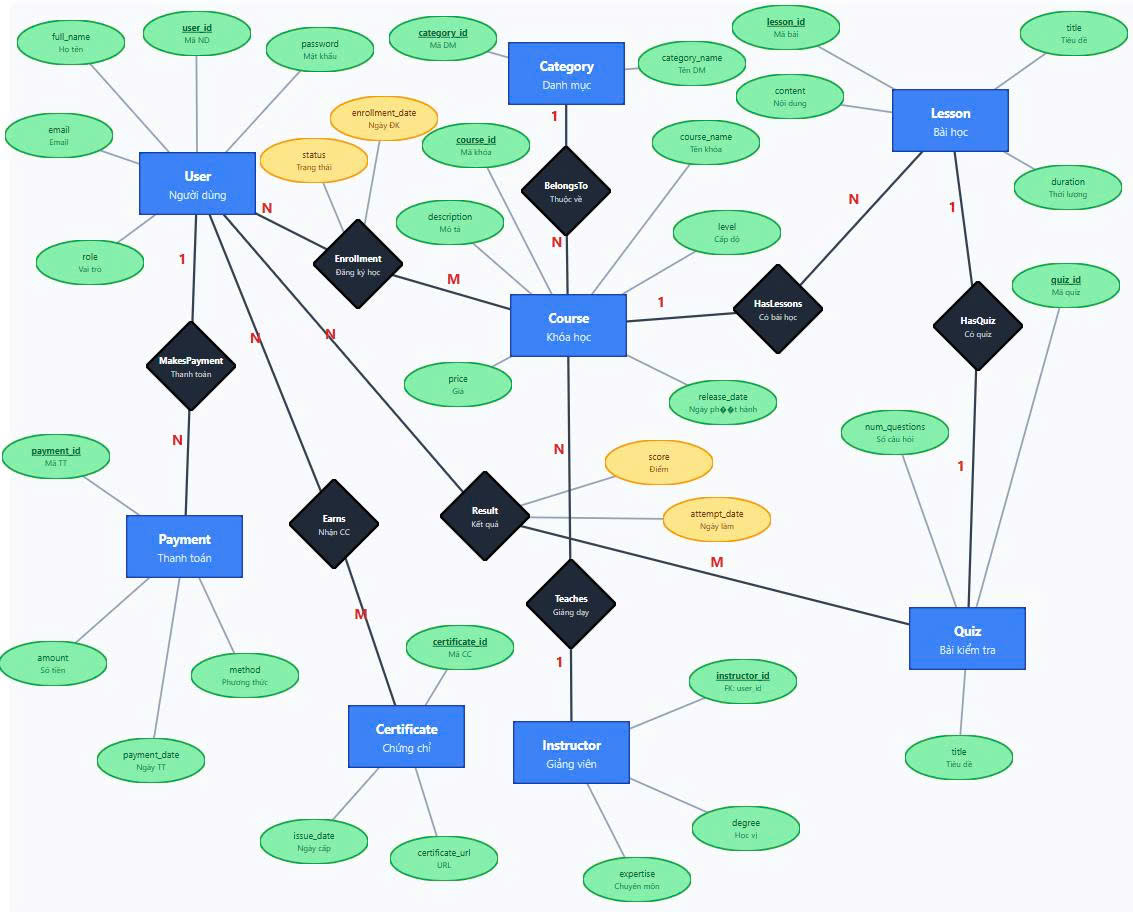 full_name
Họ tên
user_id
Mã ND
password
Mật khẩu
email
Email
role
Vai trò
User
Người dùng
status
Trạng thái
enrollment_date
Ngày ĐK
category_id
Mã DM
Category
Danh mục
category_name
Tên DM
lesson_id
Mã bài
title
Tiêu đề
content
Nội dung
Lesson
Bài học
duration
Thời lượng
course_id
Mã khóa
course_name
Tên khóa
1
BelongsTo
Thuộc về
N
description
Mô tả
level
Cấp độ
N
Enrollment
Đăng ký học
M
Course
Khóa học
1
HasLessons
Có bài học
N
1
HasQuiz
Có quiz
1
quiz_id
Mã quiz
1
MakesPayment
Thanh toán
N
N
N
price
Giá
release_date
Ngày ph��t hành
num_questions
Số câu hỏi
payment_id
Mã TT
N
score
Điểm
attempt_date
Ngày làm
Earns
Nhận CC
Result
Kết quả
M
Payment
Thanh toán
Teaches
Giảng dạy
M
1
amount
Số tiền
method
Phương thức
payment_date
Ngày TT
certificate_id
Mã CC
Certificate
Chứng chỉ
issue_date
Ngày cấp
certificate_url
URL
Instructor
Giảng viên
instructor_id
FK: user_id
degree
Học vị
expertise
Chuyên môn
Quiz
Bài kiểm tra
title
Tiêu đề